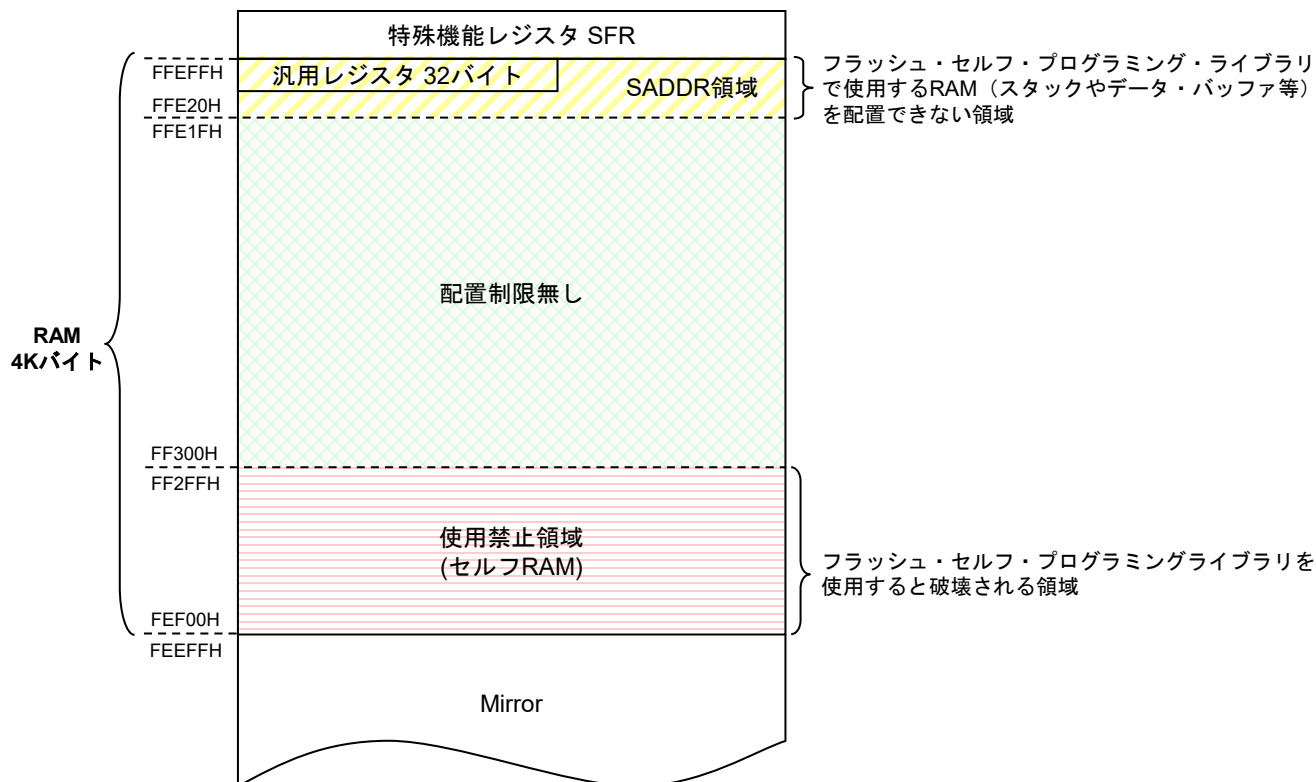 特殊機能レジスタ SFR
FFEFFH
汎用レジスタ 32バイト
SADDR領域
FFE20H
FFE1FH
フラッシュ・セルフ・プログラミング・ライブラリ
で使用するRAM（スタックやデータ・バッファ等）
を配置できない領域
配置制限無し
RAM
4Kバイト
FF300H
FF2FFH
使用禁止領域
(セルフRAM)
フラッシュ・セルフ・プログラミングライブラリを
使用すると破壊される領域
FEF00H
FEEFFH
Mirror